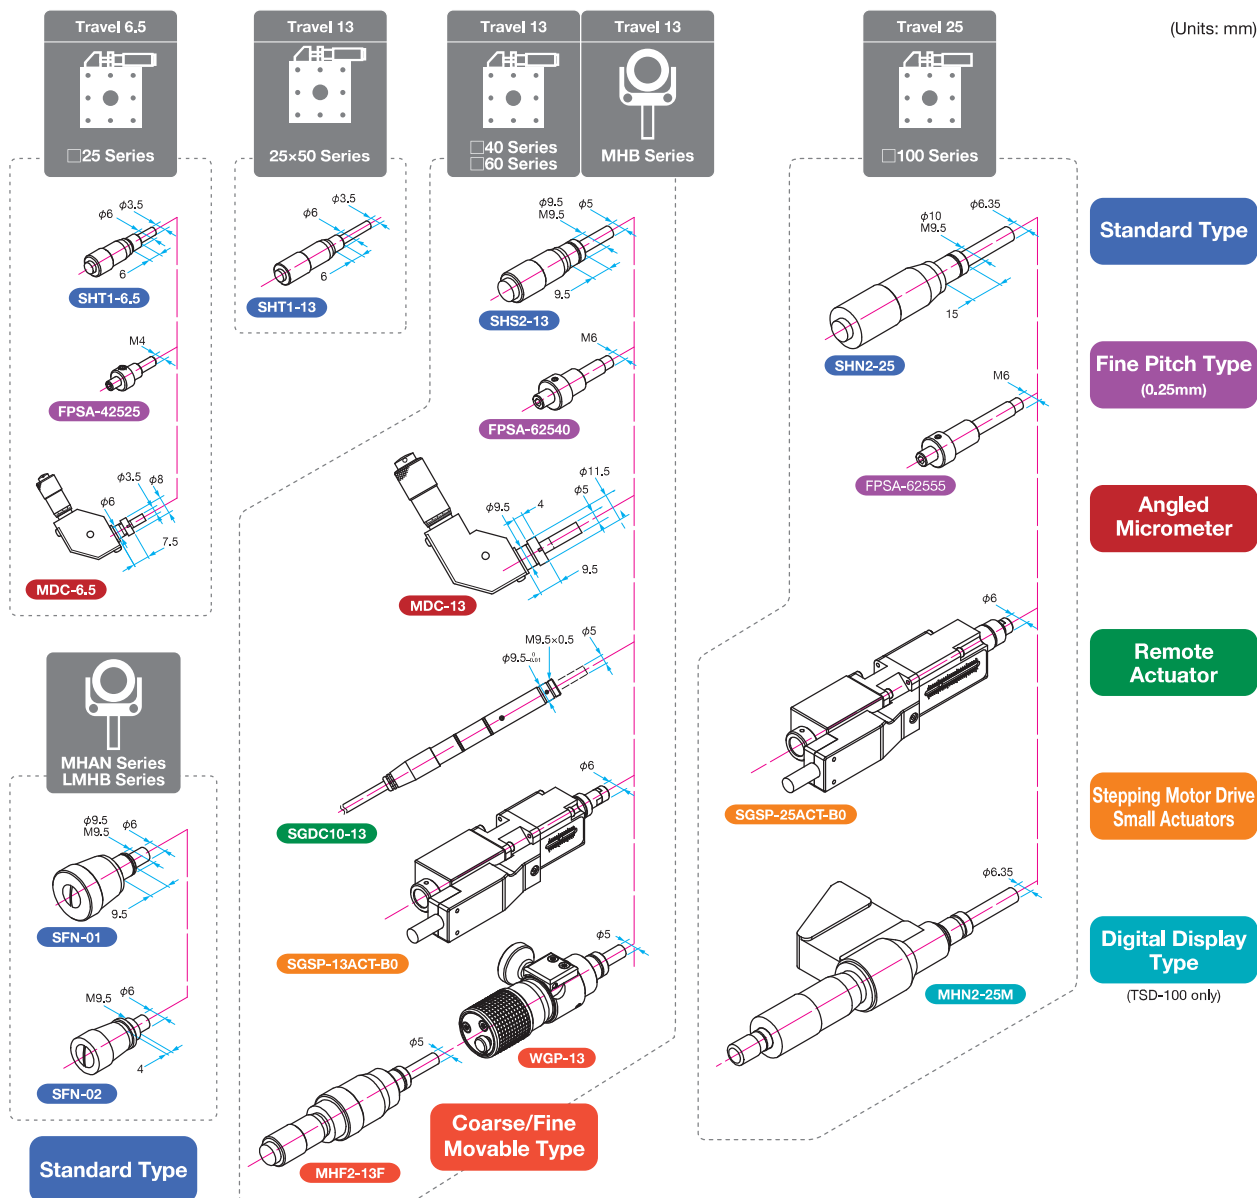 (Units: mm)
Travel 6.5
□25 Series
Travel 13
25×50 Series
Travel 13
□40 Series
□60 Series
Travel 13
MHB Series
Travel 25
□100 Series
φ3.5
φ6
6
SHT1-6.5
M4
FPSA-42525
φ8
φ3.5
φ6
7.5
MDC-6.5
φ3.5
φ6
6
SHT1-13
φ9.5
M9.5
φ5
9.5
SHS2-13
M6
FPSA-62540
φ11.5
φ5
4
φ9.5
9.5
MDC-13
M9.5×0.5
φ5
φ9.5 0 -0.01
SGDC10-13
φ6
SGSP-13ACT-B0
φ5
WGP-13
φ5
MHF2-13F
Coarse/Fine
Movable Type
φ6.35
φ10
M9.5
15
SHN2-25
M6
FPSA-62555
φ6
SGSP-25ACT-B0
φ6.35
MHN2-25M
MHAN Series
LMHB Series
φ9.5
M9.5
φ6
9.5
SFN-01
φ6
M9.5
4
SFN-02
Standard Type
Standard Type
Fine Pitch Type
(0.25mm)
Angled
Micrometer
Remote
Actuator
Stepping Motor Drive
Small Actuators
Digital Display
Type
(TSD-100 only)